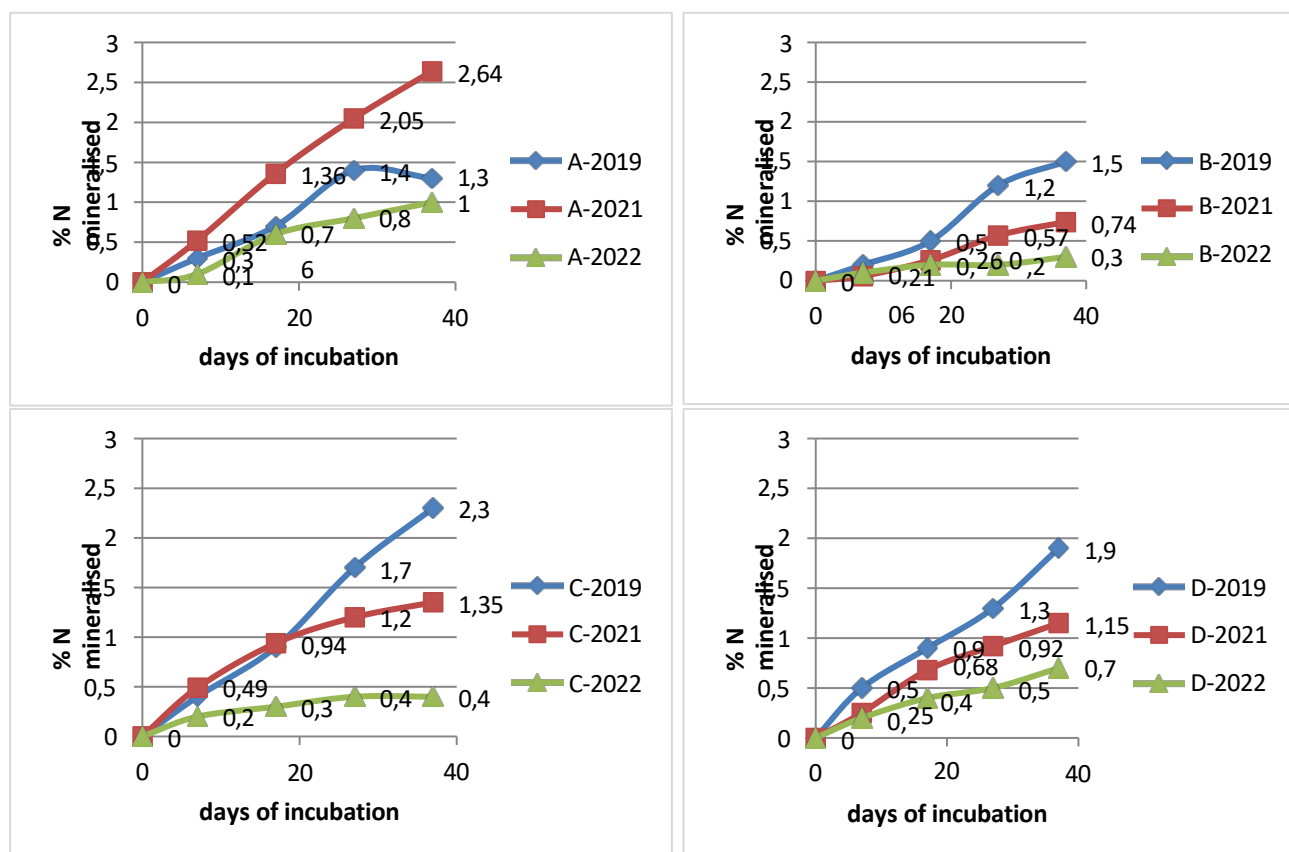 3
2,5
2
1,5
1
0,5
0
% N
mineralised
2,64
2,05
1,36
1,4
1,3
0,52
0,3
0,1
0,7
6
0,8
1
0
0 20 40
days of incubation
A-2019
A-2021
A-2022
3
2,5
2
1,5
1
0,5
0
% N
mineralised
1,5
1,2
0,5
0,57
0,74
0,26
0,2
0,3
0,21
06
0
0 20 40
days of incubation
B-2019
B-2021
B-2022
3
2,5
2
1,5
1
0,5
0
% N
mineralised
2,3
1,7
1,35
1,2
0,94
0,49
0,2
0,3
0,4
0,4
0
0 20 40
days of incubation
C-2019
C-2021
C-2022
3
2,5
2
1,5
1
0,5
0
% N
mineralised
1,9
1,3
1,15
0,9
0,92
0,68
0,5
0,7
0,5
0,4
0,25
0
0 20 40
days of incubation
D-2019
D-2021
D-2022